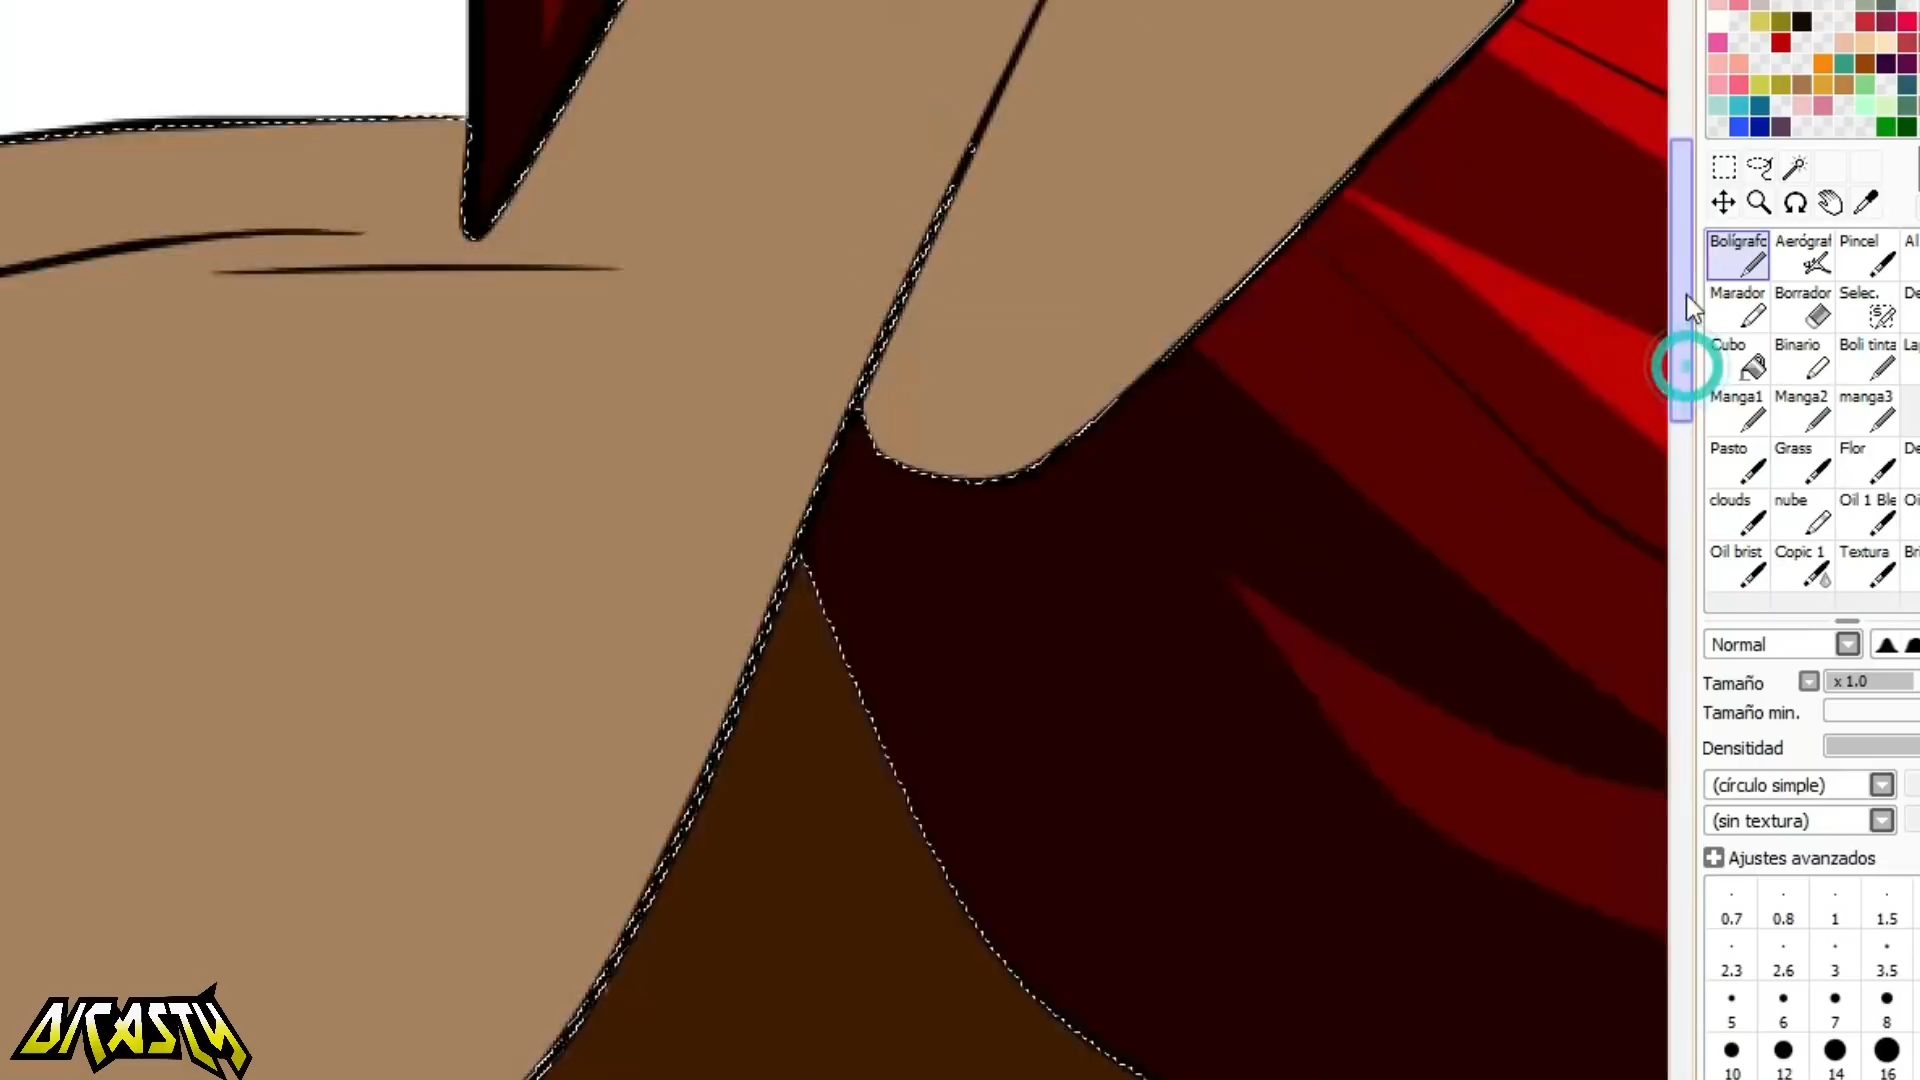 Bolígrafc Aerógraf Pincel Al
Marador Borrador Selec. De
Cubo Binario Boli tinta La
Manga1 Manga2 manga3
Pasto Grass Flor De
clouds nube Oil 1 Ble Oi
Oil brist Copic 1 Textura Bri
Normal
Tamaño x 1.0
Tamaño min.
Densitidad
(círculo simple)
(sin textura)
Ajustes avanzados
0.7 0.8 1 1.5
2.3 2.6 3 3.5
5 6 7 8
10 12 14 16
DICASTY